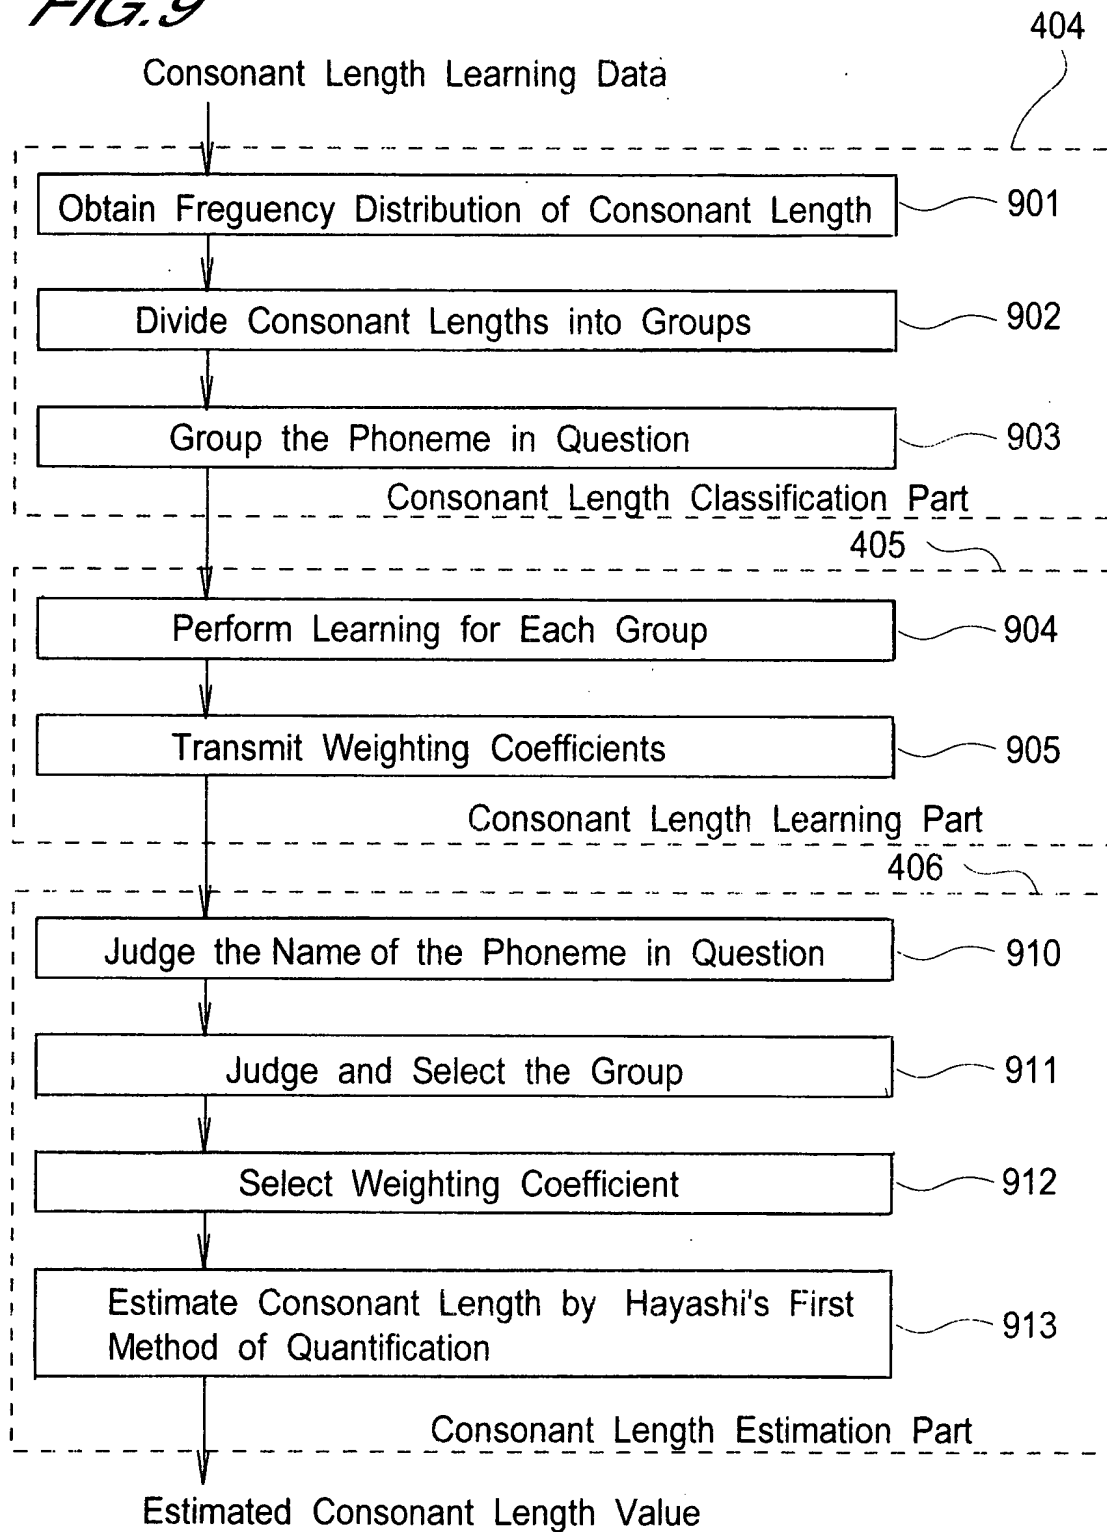 FIG.9
404
Consonant Length Learning Data
Obtain Freguency Distribution of Consonant Length
901
Divide Consonant Lengths into Groups
902
Group the Phoneme in Question
903
Consonant Length Classification Part
405
Perform Learning for Each Group
904
Transmit Weighting Coefficients
905
Consonant Length Learning Part
406
Judge the Name of the Phoneme in Question
910
Judge and Select the Group
911
Select Weighting Coefficient
912
Estimate Consonant Length by Hayashi's First
Method of Quantification
913
Consonant Length Estimation Part
Estimated Consonant Length Value